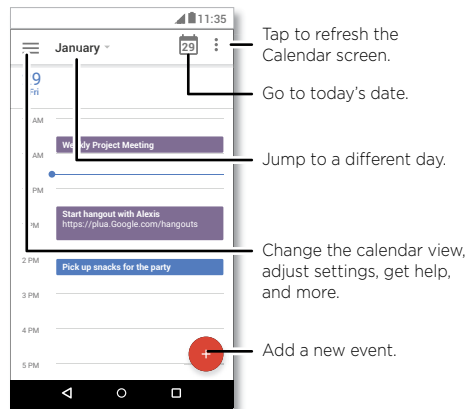 11:35
January
29
9
Fri
AM
Weekly Project Meeting
AM
PM
PM
Start hangout with Alexis
https://plua.Google.com/hangouts
2 PM
Pick up snacks for the party
3 PM
4 PM
5 PM
+
Tap to refresh the
Calendar screen.
Go to today's date.
Jump to a different day.
Change the calendar view,
adjust settings, get help,
and more.
Add a new event.